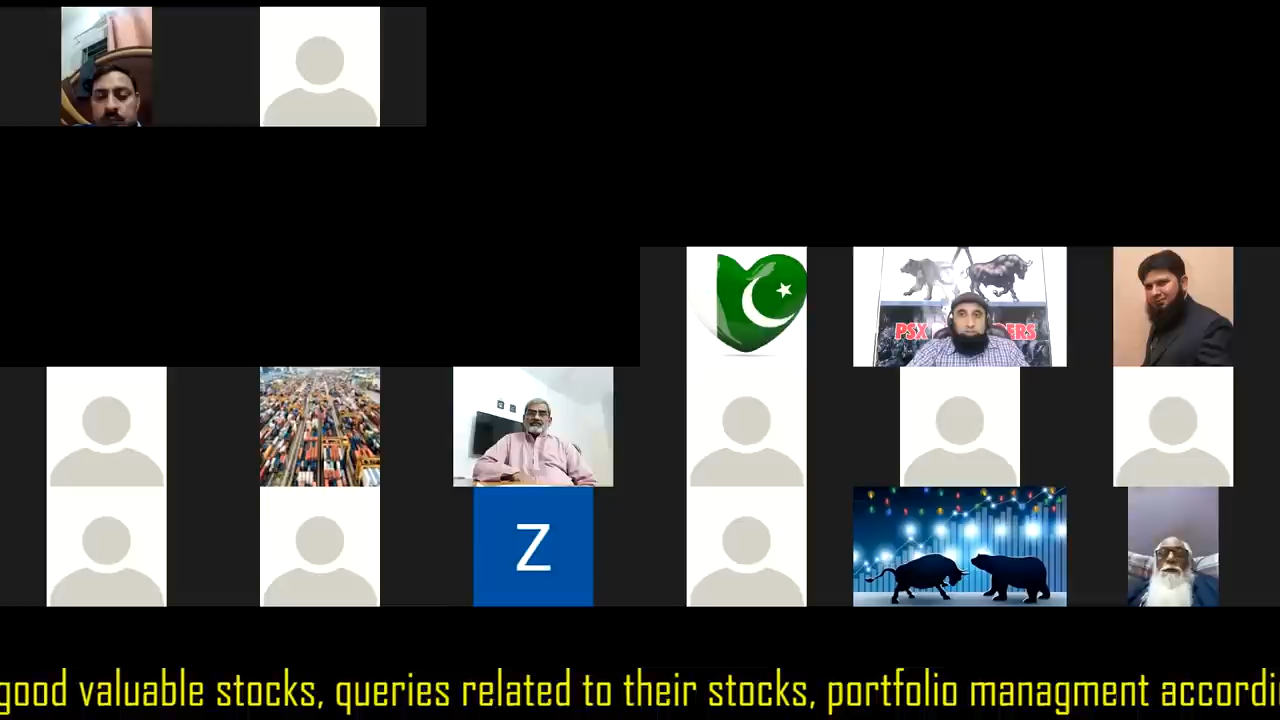 PSX
Z
good valuable stocks, queries related to their stocks, portfolio managment accordi